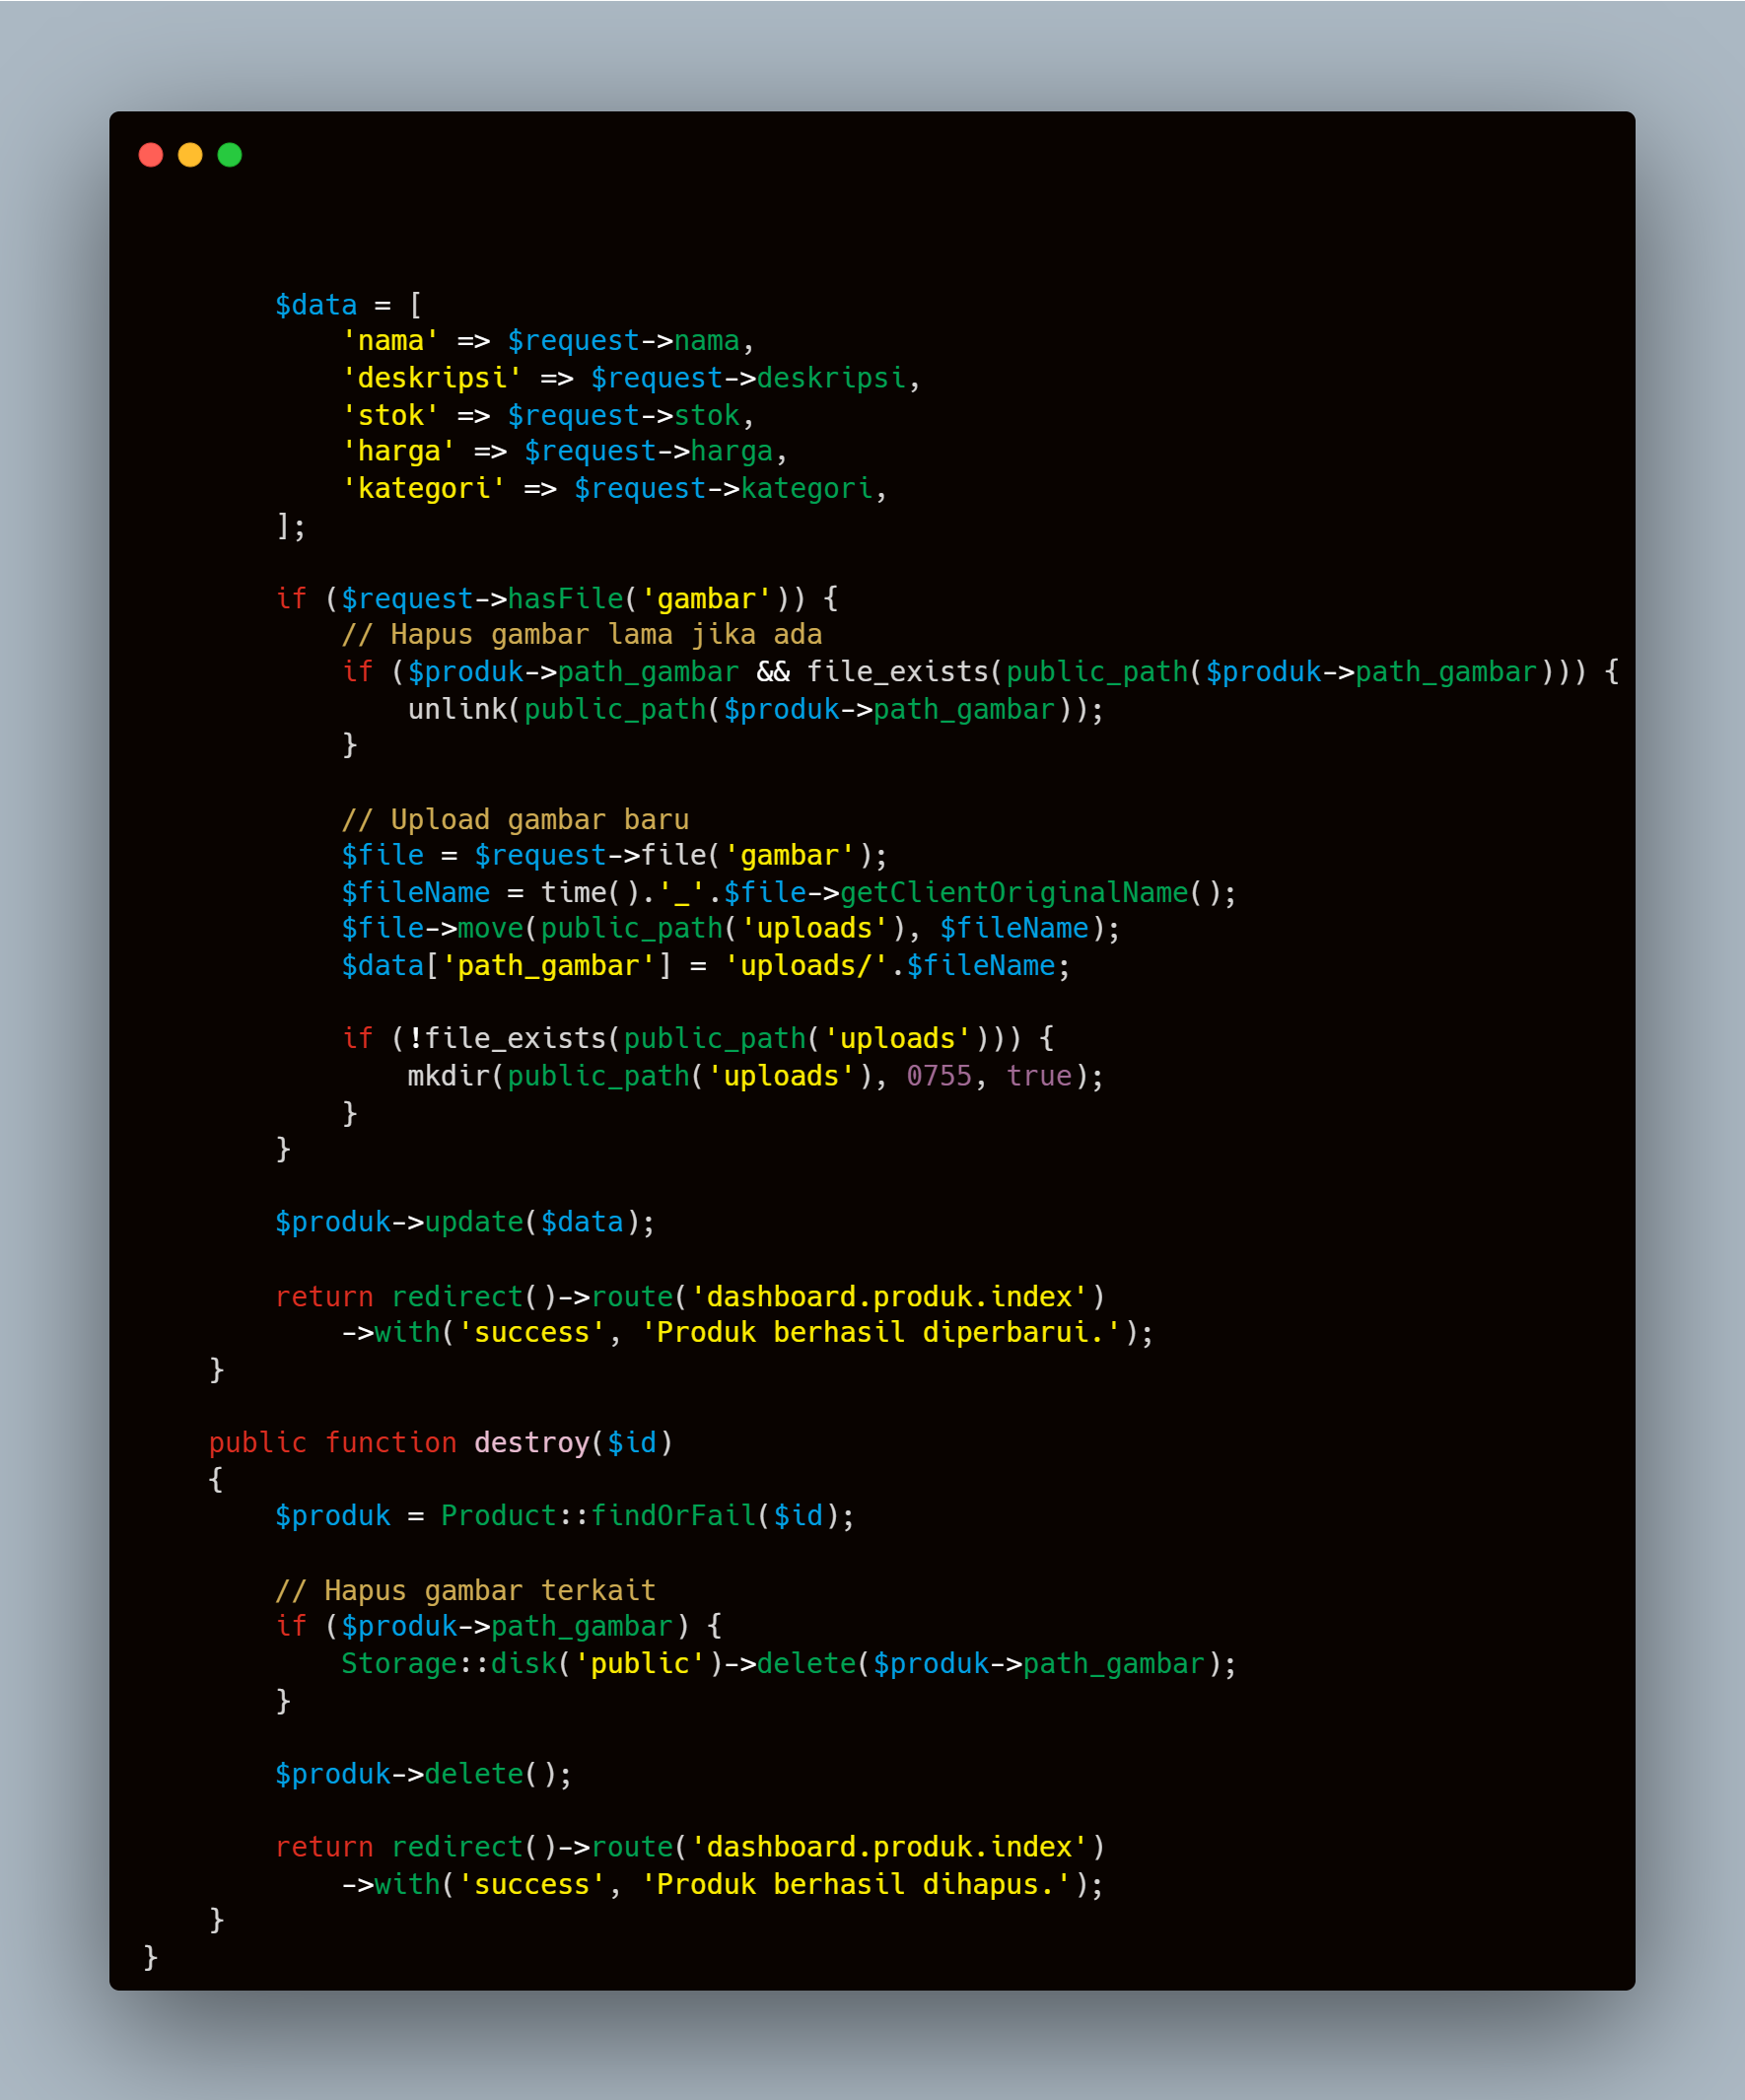 $data = [
'nama' => $request->nama,
'deskripsi' => $request->deskripsi,
'stok' => $request->stok,
'harga' => $request->harga,
'kategori' => $request->kategori,
];
if ($request->hasFile('gambar')) {
// Hapus gambar lama jika ada
if ($produk->path_gambar && file_exists(public_path($produk->path_gambar))) {
unlink(public_path($produk->path_gambar));
}
// Upload gambar baru
$file = $request->file('gambar');
$fileName = time().'_'.$file->getClientOriginalName();
$file->move(public_path('uploads'), $fileName);
$data['path_gambar'] = 'uploads/'.$fileName;
if (!file_exists(public_path('uploads'))) {
mkdir(public_path('uploads'), 0755, true);
}
}
$produk->update($data);
return redirect()->route('dashboard.produk.index')
->with('success', 'Produk berhasil diperbarui.');
}
public function destroy($id)
{
$produk = Product::findOrFail($id);
// Hapus gambar terkait
if ($produk->path_gambar) {
Storage::disk('public')->delete($produk->path_gambar);
}
$produk->delete();
return redirect()->route('dashboard.produk.index')
->with('success', 'Produk berhasil dihapus.');
}
}